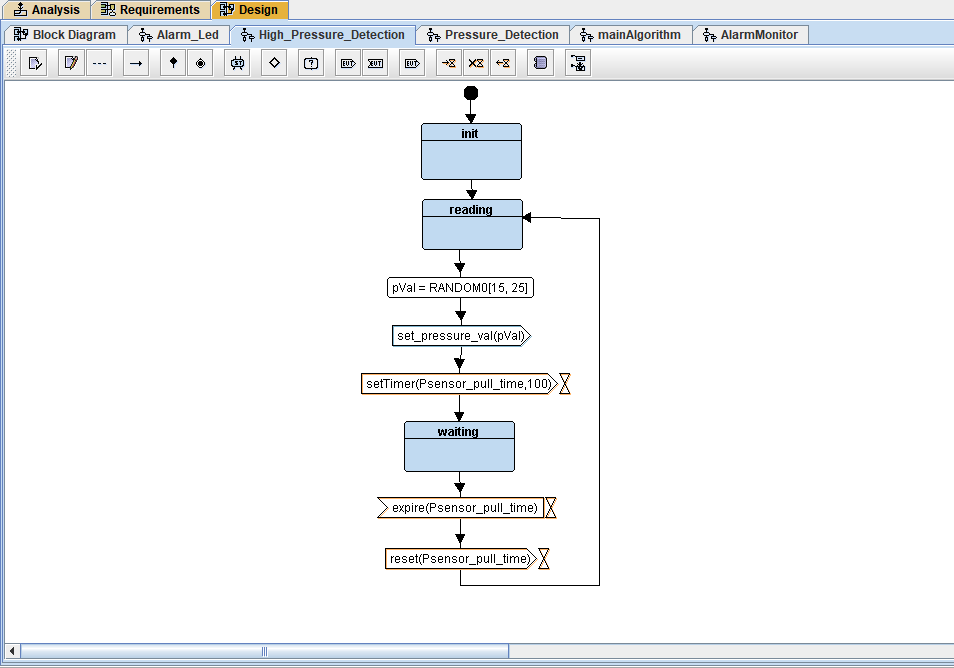 Analysis
Requirements
Design
Block Diagram
Alarm_Led
High_Pressure_Detection
Pressure_Detection
mainAlgorithm
AlarmMonitor
init
reading
pVal = RANDOM0[15, 25]
set_pressure_val(pVal)
setTimer(Psensor_pull_time,100)
waiting
expire(Psensor_pull_time)
reset(Psensor_pull_time)